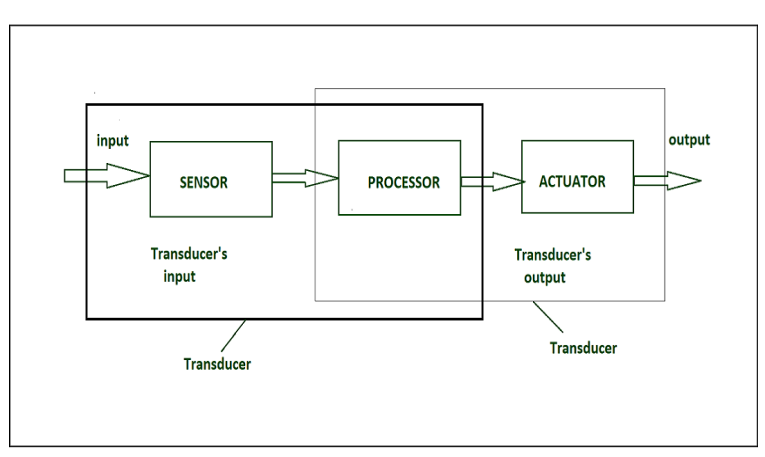 input
output
SENSOR
PROCESSOR
ACTUATOR
Transducer's
input
Transducer's
output
Transducer
Transducer